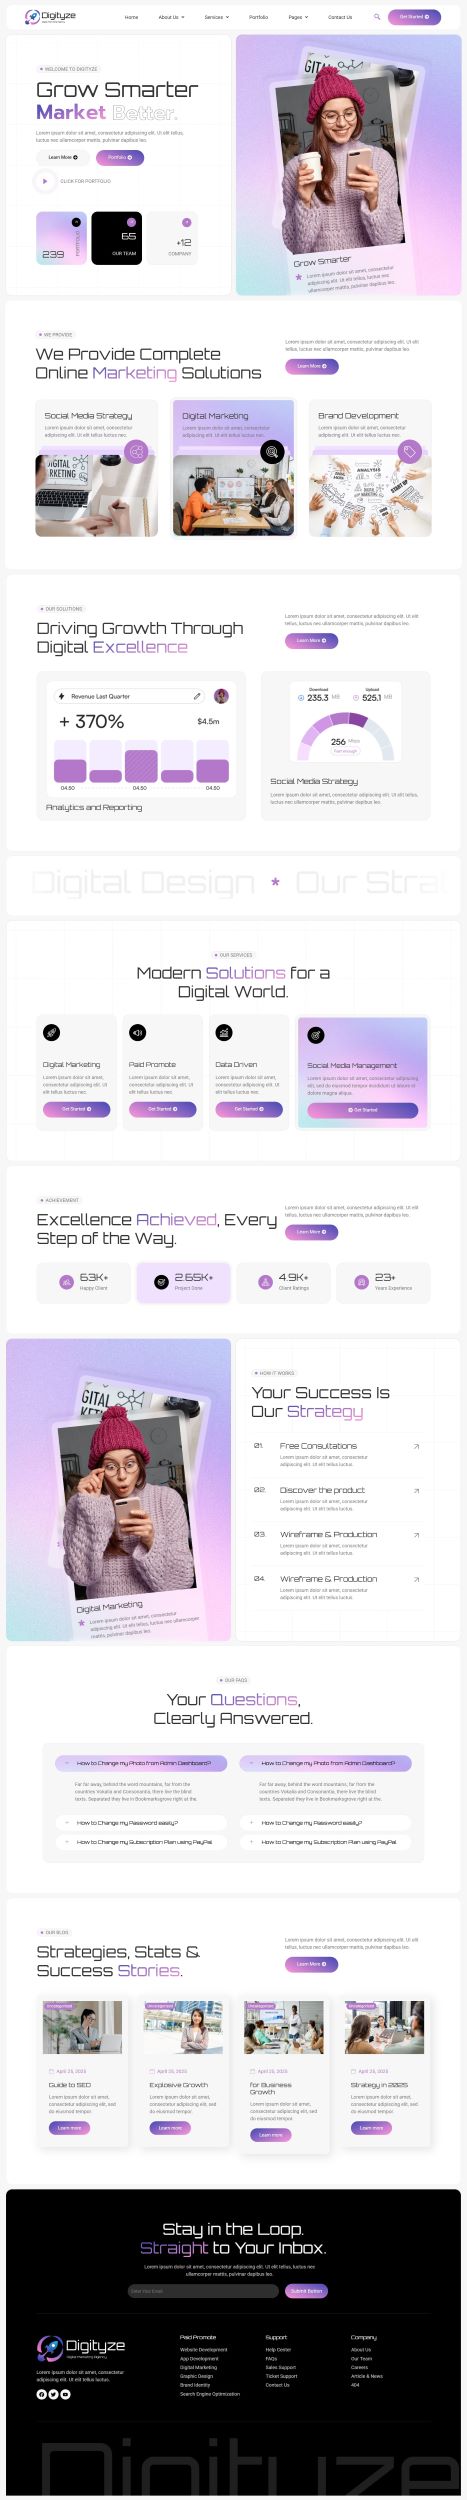 Digityze
Home
About Us
Services
Portfolio
Pages
Contact Us
Get Started
WELCOME TO DIGITYZE
Grow Smarter
Market Better.
Lorem ipsum dolor sit amet, consectetur adipiscing elit. Ut elit tellus,
luctus nec ullamcorper mattis, pulvinar dapibus leo.
Learn More
Portfolio
CLICK FOR PORTFOLIO
239
PORTFOLIO
65
OUR TEAM
+12
COMPANY
Grow Smarter
Lorem ipsum dolor sit amet, consectetur
adipiscing elit. Ut elit tellus, luctus nec
ullamcorper mattis, pulvinar dapibus leo.
WE PROVIDE
We Provide Complete
Online Marketing Solutions
Lorem ipsum dolor sit amet, consectetur adipiscing elit. Ut elit
tellus, luctus nec ullamcorper mattis, pulvinar dapibus leo.
Learn More
Social Media Strategy
Lorem ipsum dolor sit amet, consectetur
adipiscing elit. Ut elit tellus luctus nec.
Digital Marketing
Lorem ipsum dolor sit amet, consectetur
adipiscing elit. Ut elit tellus luctus nec.
Brand Development
Lorem ipsum dolor sit amet, consectetur
adipiscing elit. Ut elit tellus luctus nec.
ANALYSIS
START UP
OUR SOLUTIONS
Driving Growth Through
Digital Excellence
Lorem ipsum dolor sit amet, consectetur adipiscing elit. Ut elit
tellus, luctus nec ullamcorper mattis, pulvinar dapibus leo.
Learn More
Revenue Last Quarter
+ 370%
$4.5m
04.50
04.50
04.50
Analytics and Reporting
Download
235.3 MB
Upload
525.1 MB
256 Mbps
Fast enough
Social Media Strategy
Lorem ipsum dolor sit amet, consectetur adipiscing elit. Ut elit
tellus, luctus nec ullamcorper mattis, pulvinar dapibus leo.
Digital Design * Our Strat
OUR SERVICES
Modern Solutions for a
Digital World.
Digital Marketing
Lorem ipsum dolor sit amet,
consectetur adipiscing elit. Ut
elit tellus luctus nec.
Get Started
Paid Promote
Lorem ipsum dolor sit amet,
consectetur adipiscing elit. Ut
elit tellus luctus nec.
Get Started
Data Driven
Lorem ipsum dolor sit amet,
consectetur adipiscing elit. Ut
elit tellus luctus nec.
Get Started
Social Media Management
Lorem ipsum dolor sit amet, consectetur adipiscing
elit, sed do eiusmod tempor incididunt ut labore et
dolore magna aliqua.
Get Started
ACHIEVEMENT
Excellence Achieved, Every
Step of the Way.
Lorem ipsum dolor sit amet, consectetur adipiscing elit. Ut elit
tellus, luctus nec ullamcorper mattis, pulvinar dapibus leo.
Learn More
63K+
Happy Client
2.65K+
Project Done
4.9K+
Client Ratings
23+
Years Experience
Digital Marketing
Lorem ipsum dolor sit amet, consectetur
adipiscing elit. Ut elit tellus, luctus nec
ullamcorper mattis, pulvinar dapibus leo.
HOW IT WORKS
Your Success Is
Our Strategy
01.
Free Consultations
Lorem ipsum dolor sit amet, consectetur
adipiscing elit. Ut elit tellus luctus.
02.
Discover the product
Lorem ipsum dolor sit amet, consectetur
adipiscing elit. Ut elit tellus luctus.
03.
Wireframe & Production
Lorem ipsum dolor sit amet, consectetur
adipiscing elit. Ut elit tellus luctus.
04.
Wireframe & Production
Lorem ipsum dolor sit amet, consectetur
adipiscing elit. Ut elit tellus luctus.
OUR FAQS
Your Questions,
Clearly Answered.
How to Change my Photo from Admin Dashboard?
Far far away, behind the word mountains, far from the
countries Vokalia and Consonantia, there live the blind
texts. Separated they live in Bookmarksgrove right at the.
How to Change my Password easily?
How to Change my Subscription Plan using PayPal
How to Change my Photo from Admin Dashboard?
Far far away, behind the word mountains, far from the
countries Vokalia and Consonantia, there live the blind
texts. Separated they live in Bookmarksgrove right at the.
How to Change my Password easily?
How to Change my Subscription Plan using PayPal
OUR BLOG
Strategies, Stats &
Success Stories.
Lorem ipsum dolor sit amet, consectetur adipiscing elit. Ut elit
tellus, luctus nec ullamcorper mattis, pulvinar dapibus leo.
Learn More
Uncategorized
April 25, 2025
Guide to SEO
Lorem ipsum dolor sit amet,
consectetur adipiscing elit, sed
do eiusmod tempor.
Learn more
Uncategorized
April 25, 2025
Explosive Growth
Lorem ipsum dolor sit amet,
consectetur adipiscing elit, sed
do eiusmod tempor.
Learn more
Uncategorized
April 25, 2025
for Business
Growth
Lorem ipsum dolor sit amet,
consectetur adipiscing elit, sed
do eiusmod tempor.
Learn more
Uncategorized
April 25, 2025
Strategy in 2025
Lorem ipsum dolor sit amet,
consectetur adipiscing elit, sed
do eiusmod tempor.
Learn more
Stay in the Loop.
Straight to Your Inbox.
Lorem ipsum dolor sit amet, consectetur adipiscing elit. Ut elit tellus, luctus
nec ullamcorper mattis, pulvinar dapibus leo.
Enter Your Email
Submit Button
Digityze
Digital Marketing Agency
Lorem ipsum dolor sit amet, consectetur
adipiscing elit. Ut elit tellus luctus.
Paid Promote
Website Development
App Development
Digital Marketing
Graphic Design
Brand Identity
Search Engine Optimization
Support
Help Center
FAQs
Sales Support
Ticket Support
Contact Us
Company
About Us
Our Team
Careers
Article & News
404
Digityze